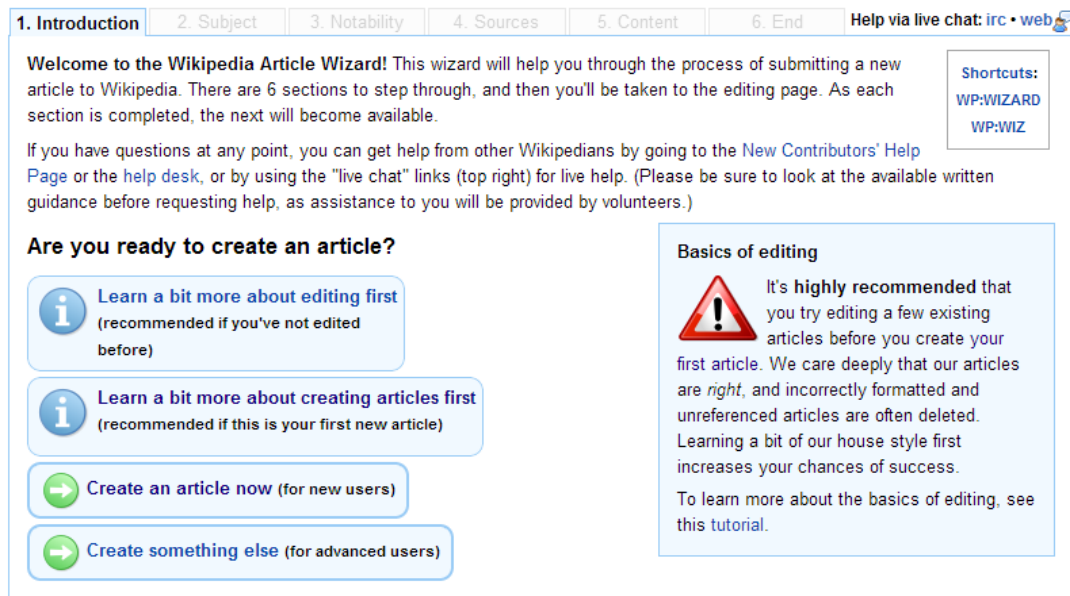 1. Introduction 2. Subject 3. Notability 4. Sources 5. Content 6. End Help via live chat: irc • web
Welcome to the Wikipedia Article Wizard! This wizard will help you through the process of submitting a new
article to Wikipedia. There are 6 sections to step through, and then you'll be taken to the editing page. As each
section is completed, the next will become available.
Shortcuts:
WP:WIZARD
WP:WIZ
If you have questions at any point, you can get help from other Wikipedians by going to the New Contributors' Help
Page or the help desk, or by using the "live chat" links (top right) for live help. (Please be sure to look at the available written
guidance before requesting help, as assistance to you will be provided by volunteers.)
Are you ready to create an article?
Learn a bit more about editing first
(recommended if you've not edited
before)
Learn a bit more about creating articles first
(recommended if this is your first new article)
Create an article now (for new users)
Create something else (for advanced users)
Basics of editing
It's highly recommended that
you try editing a few existing
articles before you create your
first article. We care deeply that our articles
are right, and incorrectly formatted and
unreferenced articles are often deleted.
Learning a bit of our house style first
increases your chances of success.
To learn more about the basics of editing, see
this tutorial.